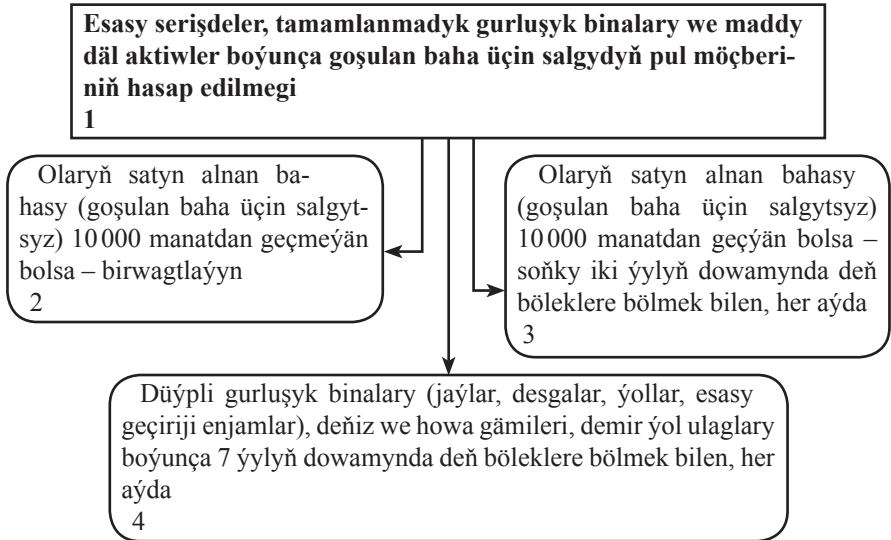 Esasy serişdeler, tamamlanmadyk gurluşyk binalary we maddy
däl aktiwler boýunça goşulan baha üçin salgydyň pul möçberi-
niň hasap edilmegi
1
Olaryň satyn alnan ba-
hasy (goşulan baha üçin salgyt-
syz) 10 000 manatdan geçmeýän
bolsa – birwagtlaýyn
2
Olaryň satyn alnan bahasy
(goşulan baha üçin salgytsyz)
10 000 manatdan geçýän bolsa –
soňky iki ýylyň dowamynda deň
böleklere bölmek bilen, her aýda
3
Düýpli gurluşyk binalary (jaýlar, desgalar, ýollar, esasy
geçiriji enjamlar), deňiz we howa gämileri, demir ýol ulaglary
boýunça 7 ýylyň dowamynda deň böleklere bölmek bilen, her
aýda
4